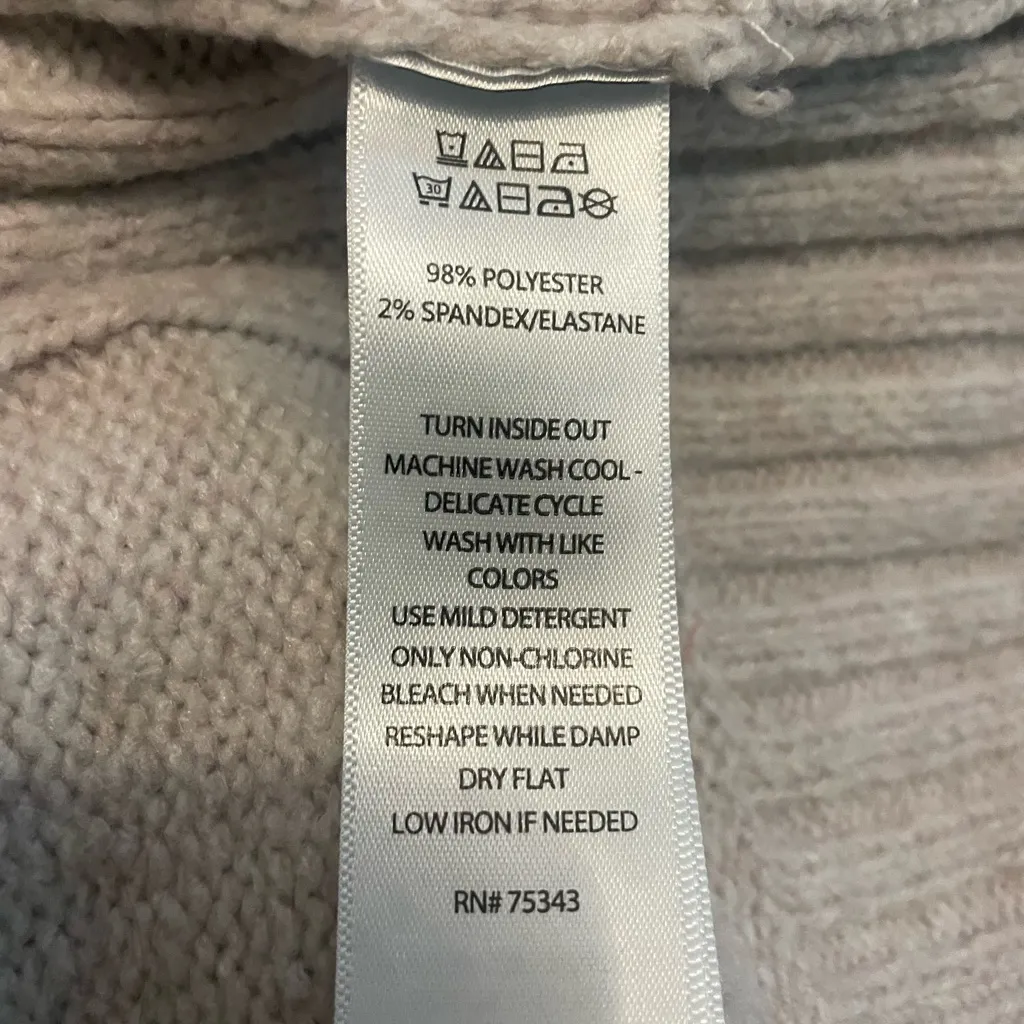 30
98% POLYESTER
2% SPANDEX/ELASTANE
TURN INSIDE OUT
MACHINE WASH COOL -
DELICATE CYCLE
WASH WITH LIKE
COLORS
USE MILD DETERGENT
ONLY NON-CHLORINE
BLEACH WHEN NEEDED
RESHAPE WHILE DAMP
DRY FLAT
LOW IRON IF NEEDED
RN# 75343